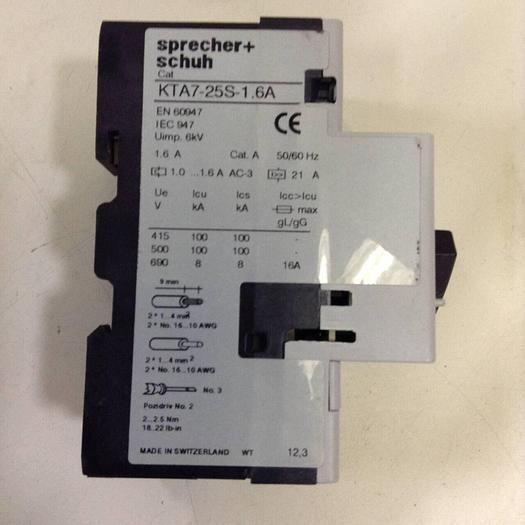 sprecher+
schuh
Cat
KTA7-25S-1.6A
EN 60947
IEC 947
Uimp. 6kV
CE
1.6 A Cat. A 50/60 Hz
1.0 ...1.6 A AC-3 21 A
Ue Icu Ics Icc>Icu
V kA kA max
gL/gG
415 100 100 -
500 100 100 -
690 8 8 16A
9 mm
2 * 1...4 mm2
2 * No. 16...10 AWG
2 * 1...4 mm2
2 * No. 16...10 AWG
No. 3
Pozidriv No. 2
2...2.5 Nm
18...22 lb-in
MADE IN SWITZERLAND WT 12,3